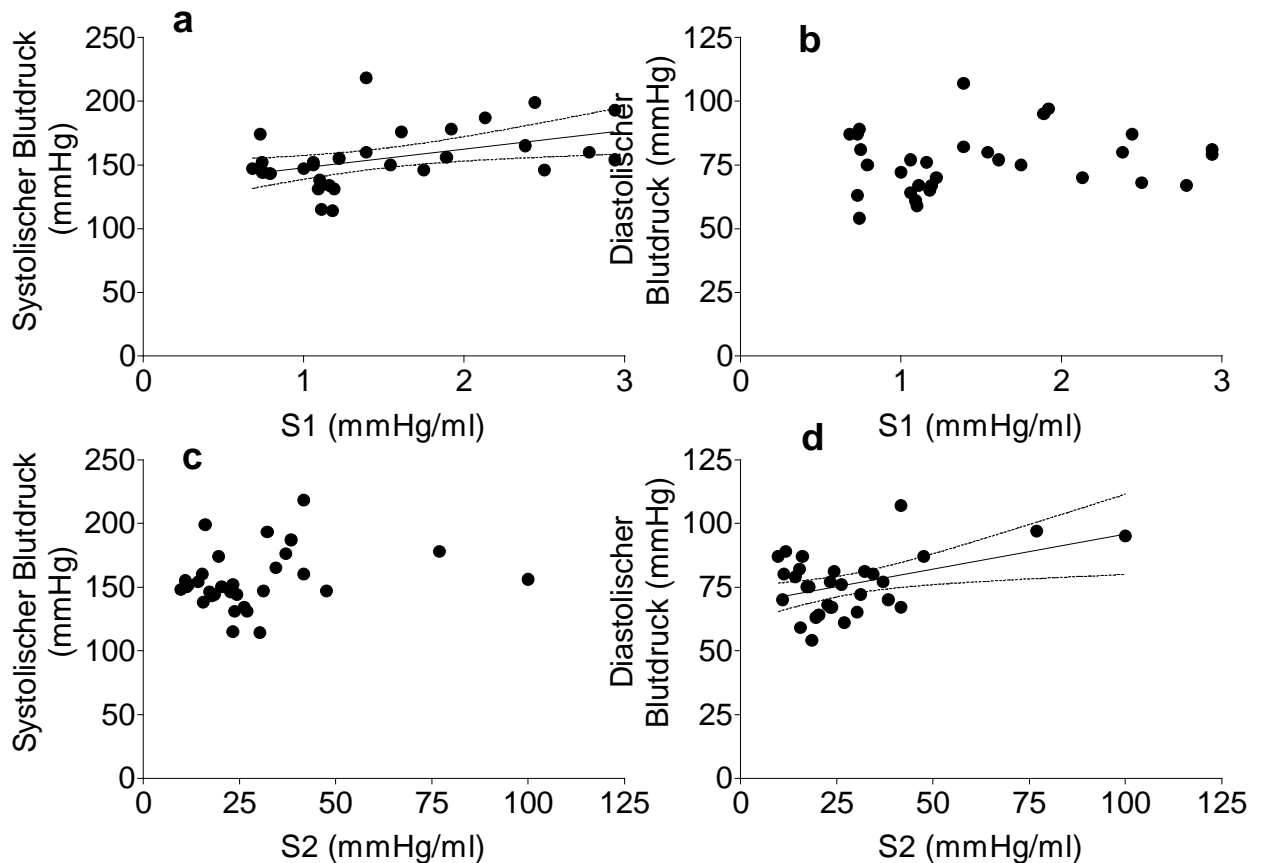 a
Systolischer Blutdruck
(mmHg)
250
200
150
100
50
0
0 1 2 3
S1 (mmHg/ml)
b
Diastolischer
Blutdruck (mmHg)
125
100
75
50
25
0
0 1 2 3
S1 (mmHg/ml)
c
Systolischer Blutdruck
(mmHg)
250
200
150
100
50
0
0 25 50 75 100 125
S2 (mmHg/ml)
d
Diastolischer
Blutdruck (mmHg)
125
100
75
50
25
0
0 25 50 75 100 125
S2 (mmHg/ml)